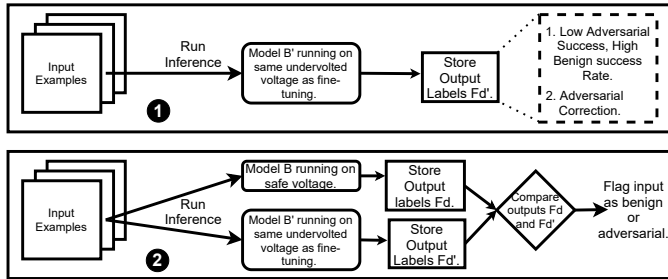 Input
Examples
Run
Inference
Model B' running on
same undervolted
voltage as fine-
tuning.
Store
Output
Labels Fd'.
1. Low Adversarial
Success, High
Benign success
Rate.
2. Adversarial
Correction.
1
Input
Examples
Run
Inference
Model B running on
safe voltage.
Store
Output
labels Fd.
Model B' running on
same undervolted
voltage as fine-
tuning.
Store
Output
Labels Fd'.
Compare
outputs Fd
and Fd'
Flag input
as benign
or
adversarial.
2